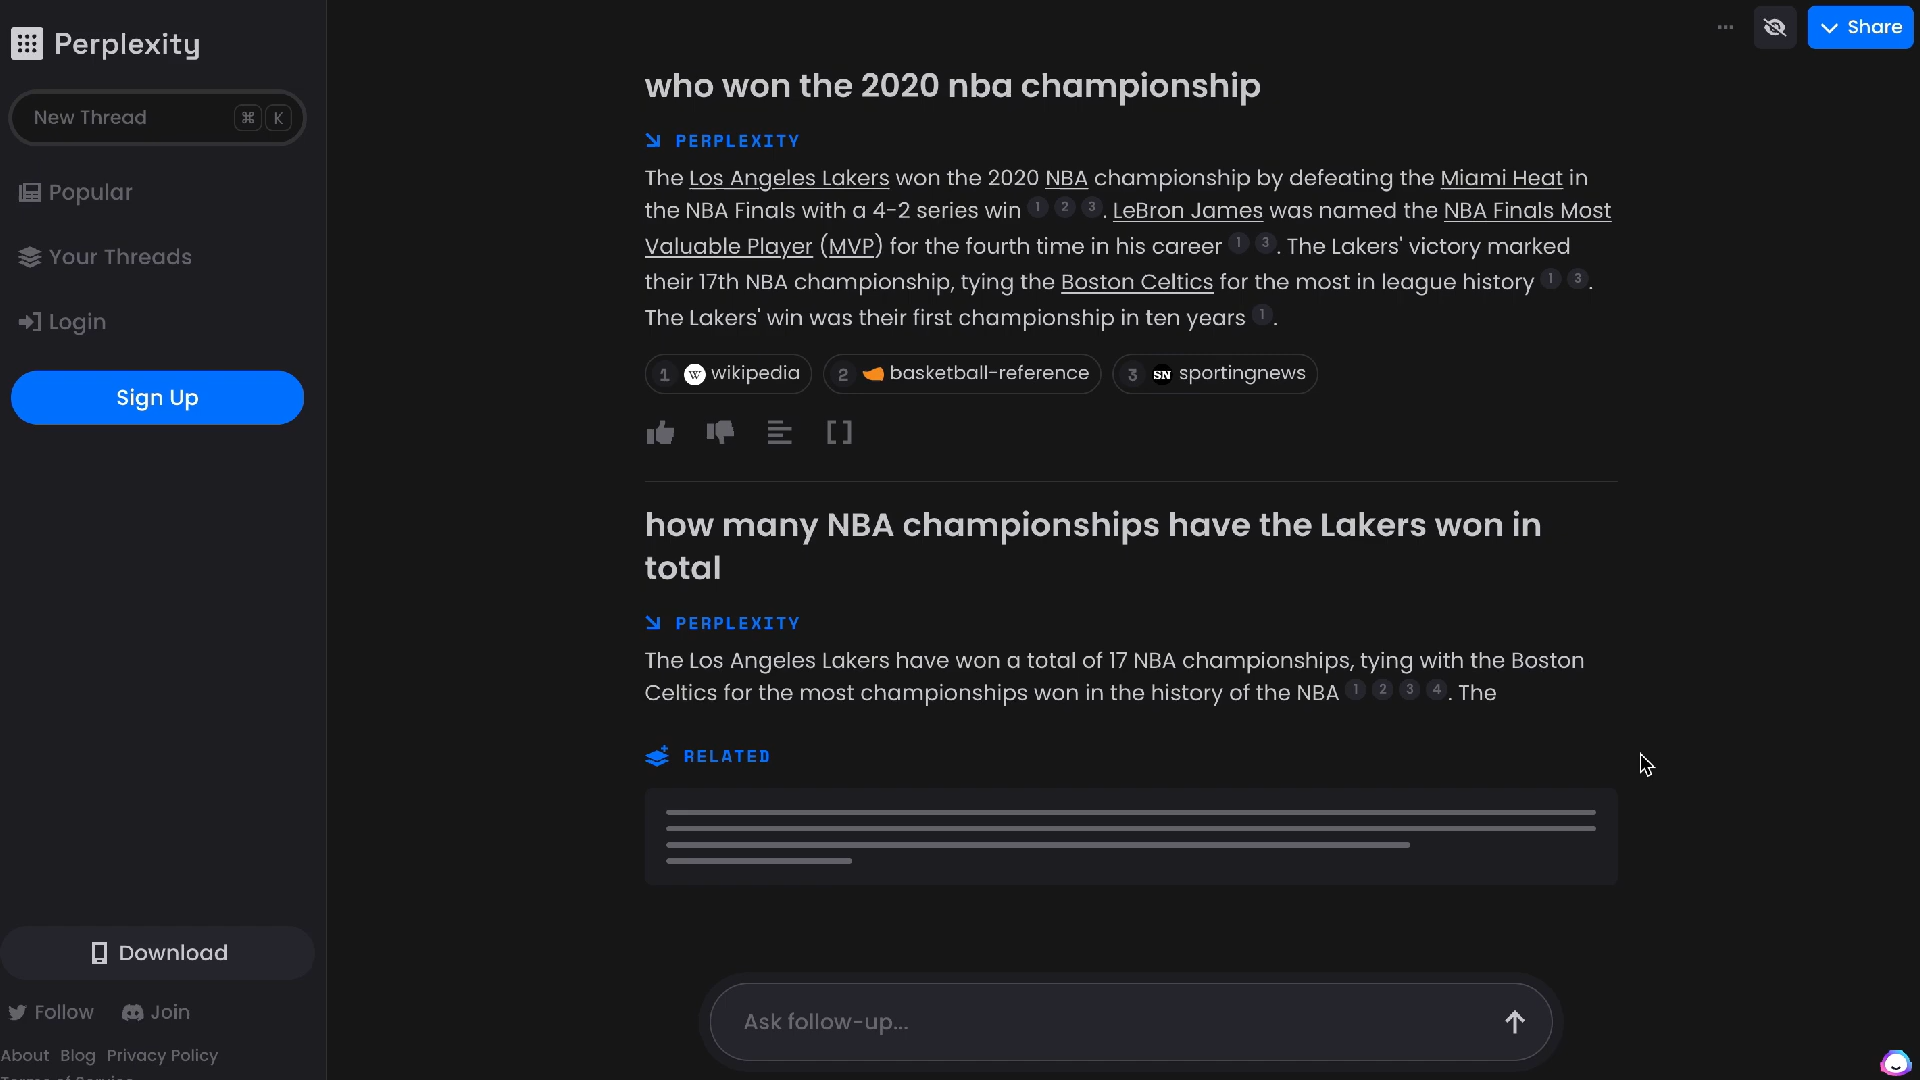 Perplexity
Share
New Thread ⌘ K
Popular
Your Threads
Login
Sign Up
who won the 2020 nba championship
PERPLEXITY
The Los Angeles Lakers won the 2020 NBA championship by defeating the Miami Heat in
the NBA Finals with a 4-2 series win 1 2 3. LeBron James was named the NBA Finals Most
Valuable Player (MVP) for the fourth time in his career 1 3. The Lakers' victory marked
their 17th NBA championship, tying the Boston Celtics for the most in league history 1 3.
The Lakers' win was their first championship in ten years 1.
1 W wikipedia 2 basketball-reference 3 SN sportingnews
how many NBA championships have the Lakers won in
total
PERPLEXITY
The Los Angeles Lakers have won a total of 17 NBA championships, tying with the Boston
Celtics for the most championships won in the history of the NBA 1 2 3 4. The
RELATED
Ask follow-up...
Download
Follow Join
About Blog Privacy Policy
Terms of Service